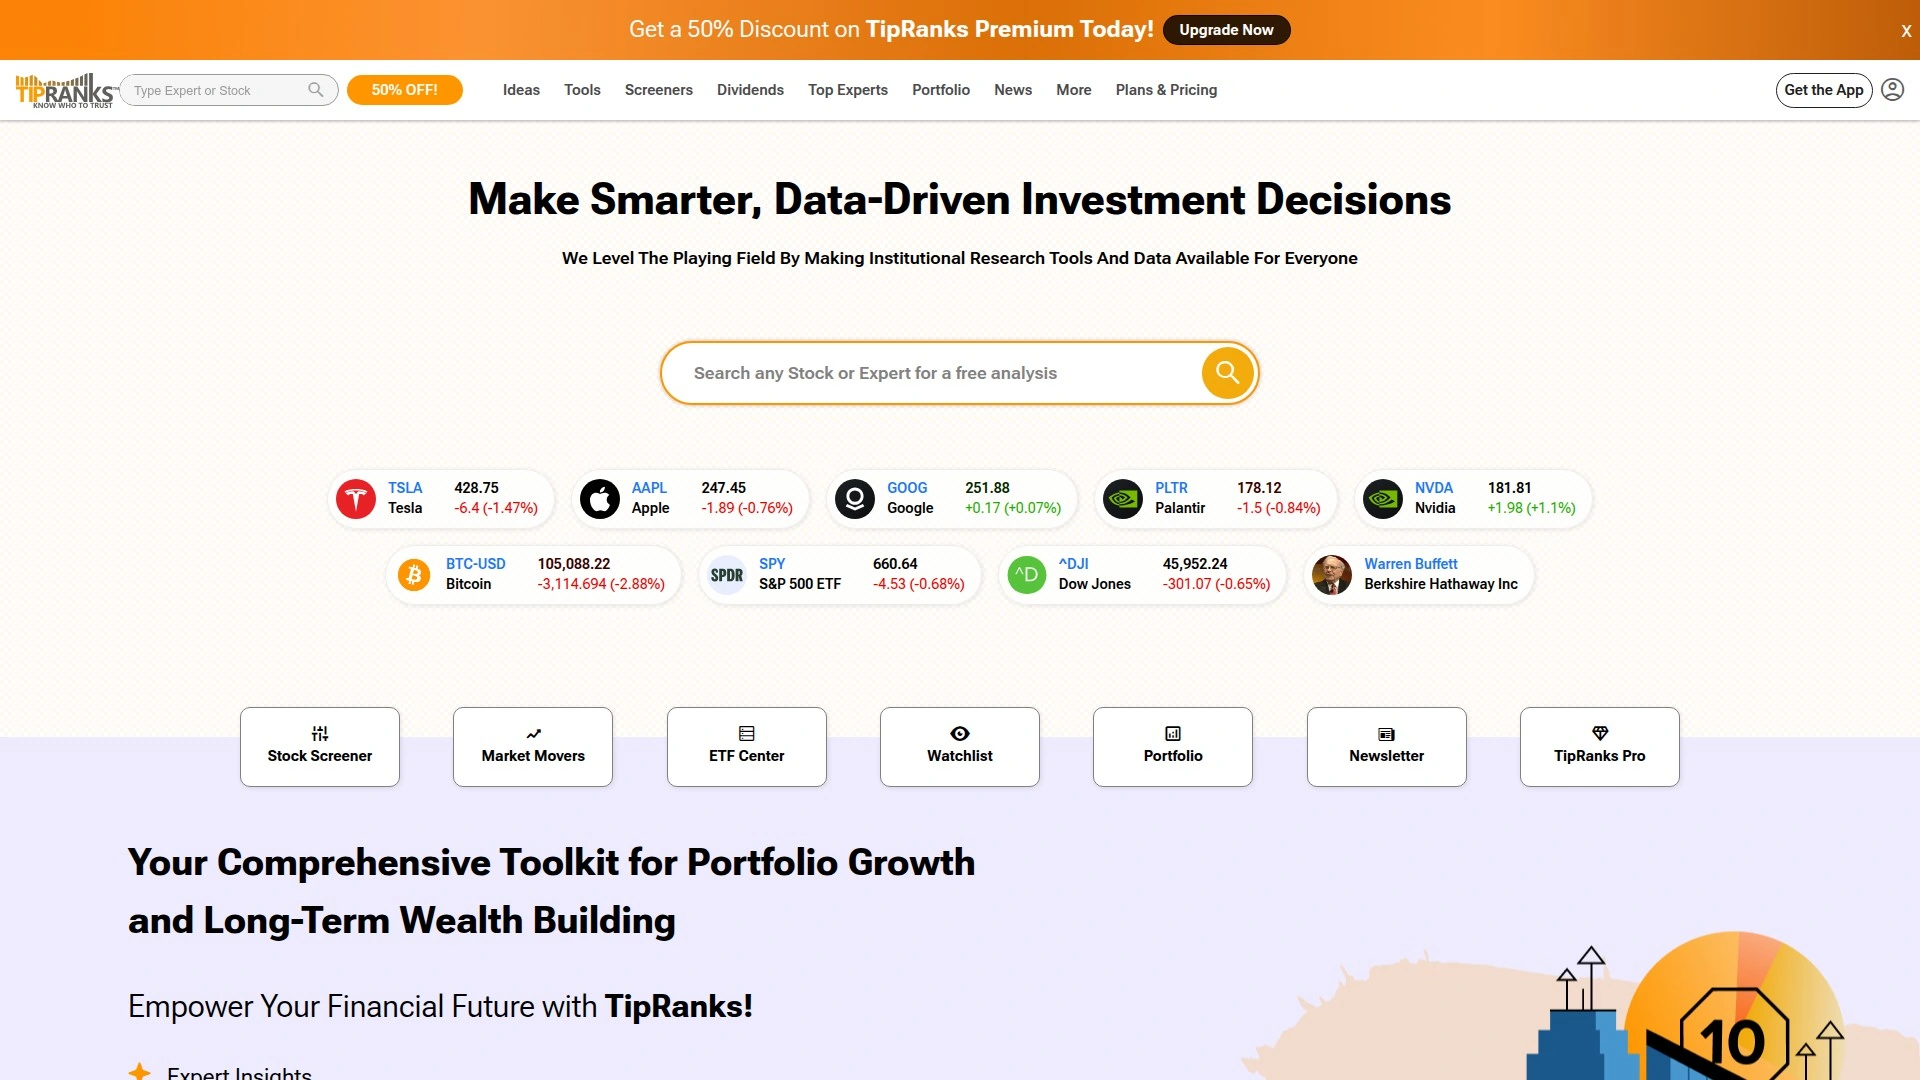 Get a 50% Discount on TipRanks Premium Today! Upgrade Now X
TIPRANKS™
KNOW WHO TO TRUST
Type Expert or Stock
50% OFF!
Ideas Tools Screeners Dividends Top Experts Portfolio News More Plans & Pricing
Get the App
Make Smarter, Data-Driven Investment Decisions
We Level The Playing Field By Making Institutional Research Tools And Data Available For Everyone
Search any Stock or Expert for a free analysis
TSLA 428.75
Tesla -6.4 (-1.47%)
AAPL 247.45
Apple -1.89 (-0.76%)
GOOG 251.88
Google +0.17 (+0.07%)
PLTR 178.12
Palantir -1.5 (-0.84%)
NVDA 181.81
Nvidia +1.98 (+1.1%)
BTC-USD 105,088.22
Bitcoin -3,114.694 (-2.88%)
SPDR
SPY 660.64
S&P 500 ETF -4.53 (-0.68%)
^D
^DJI 45,952.24
Dow Jones -301.07 (-0.65%)
Warren Buffett
Berkshire Hathaway Inc
Stock Screener
Market Movers
ETF Center
Watchlist
Portfolio
Newsletter
TipRanks Pro
Your Comprehensive Toolkit for Portfolio Growth
and Long-Term Wealth Building
Empower Your Financial Future with TipRanks!
Expert Insights
10